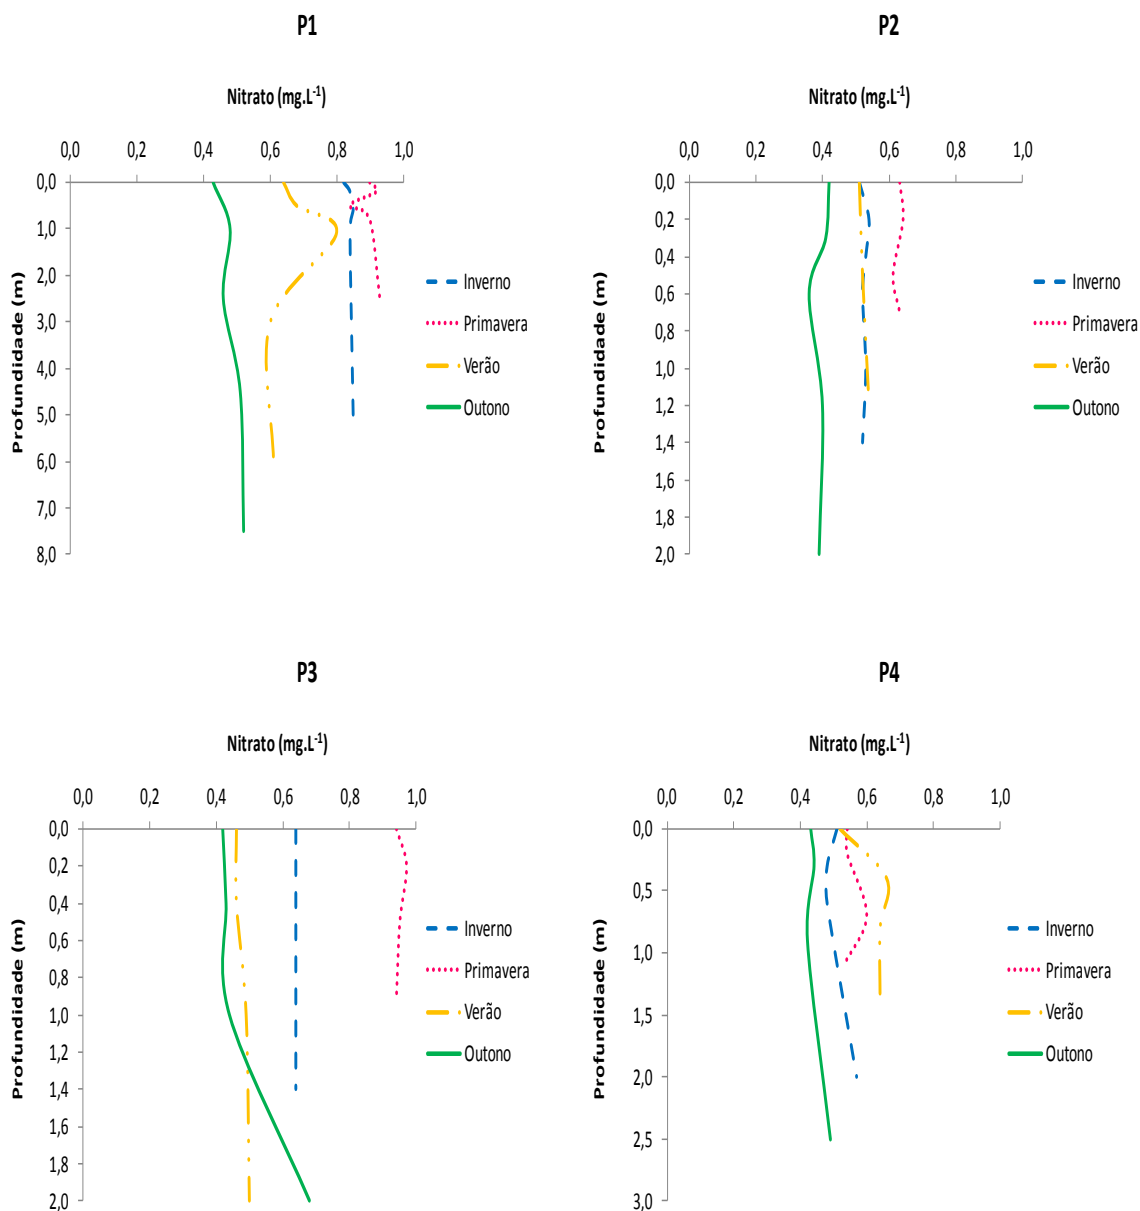 P1
Nitrato (mg.L-1)
0,0 0,2 0,4 0,6 0,8 1,0
0,0
1,0
2,0
3,0
4,0
5,0
6,0
7,0
8,0
Profundidade (m)
Inverno
Primavera
Verão
Outono
P2
Nitrato (mg.L-1)
0,0 0,2 0,4 0,6 0,8 1,0
0,0
0,2
0,4
0,6
0,8
1,0
1,2
1,4
1,6
1,8
2,0
Profundidade (m)
Inverno
Primavera
Verão
Outono
P3
Nitrato (mg.L-1)
0,0 0,2 0,4 0,6 0,8 1,0
0,0
0,2
0,4
0,6
0,8
1,0
1,2
1,4
1,6
1,8
2,0
Profundidade (m)
Inverno
Primavera
Verão
Outono
P4
Nitrato (mg.L-1)
0,0 0,2 0,4 0,6 0,8 1,0
0,0
0,5
1,0
1,5
2,0
2,5
3,0
Profundidade (m)
Inverno
Primavera
Verão
Outono